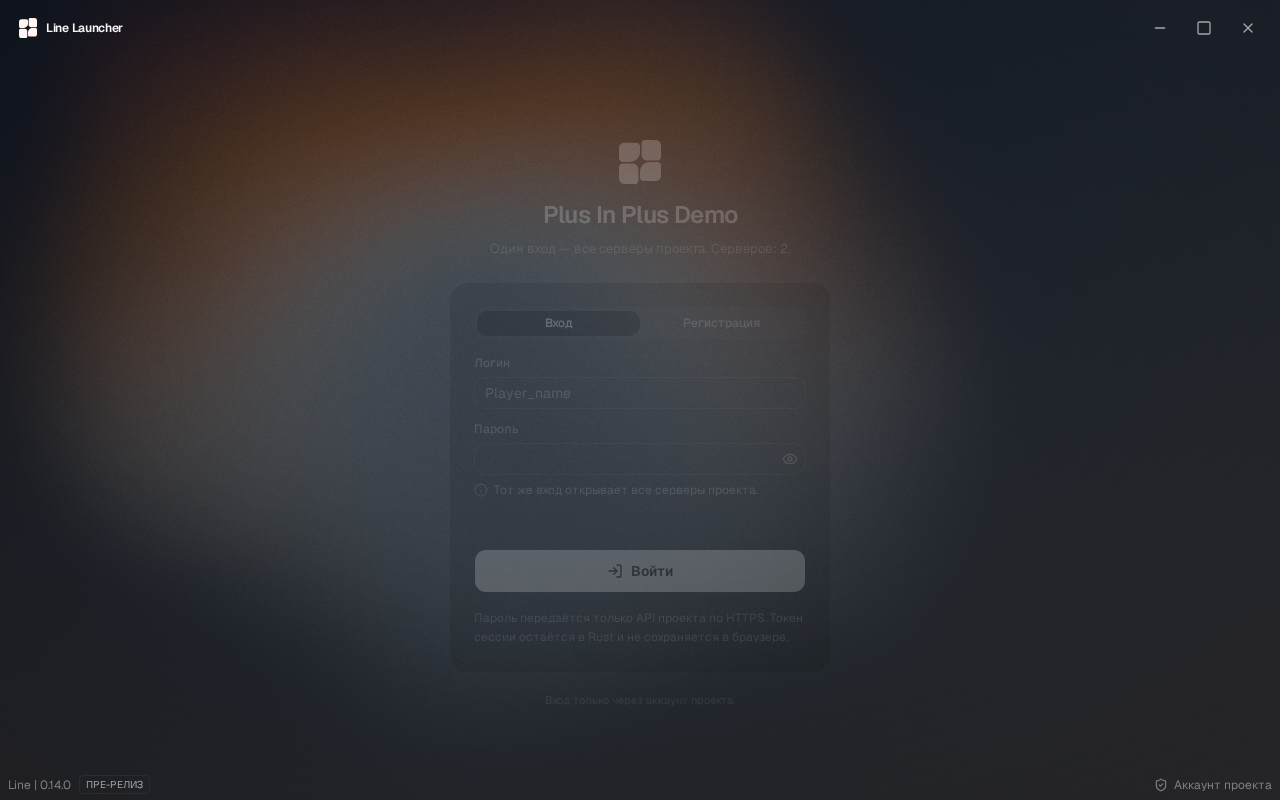 Line Launcher
Plus In Plus Demo
Один вход — все серверы проекта. Серверов: 2.
Вход
Регистрация
Логин
Player_name
Пароль
Тот же вход открывает все серверы проекта.
Войти
Пароль передаётся только API проекта по HTTPS. Токен
сессии остаётся в Rust и не сохраняется в браузере.
Вход только через аккаунт проекта.
Line | 0.14.0
ПРЕ-РЕЛИЗ
Аккаунт проекта